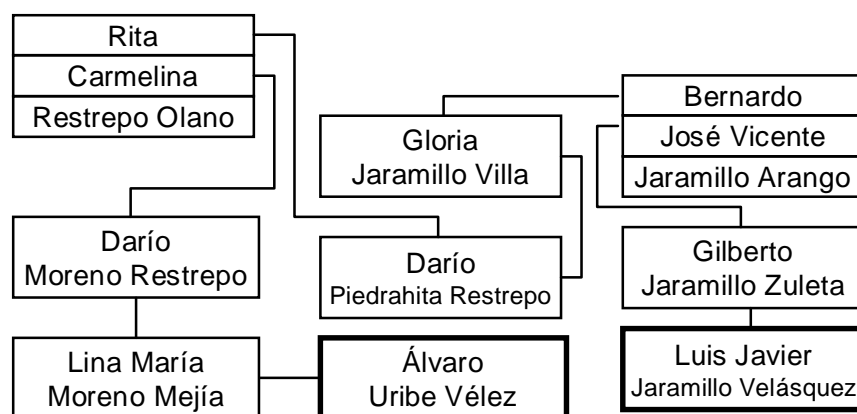 Rita
Carmelina
Restrepo Olano
Gloria
Jaramillo Villa
Bernardo
José Vicente
Jaramillo Arango
Darío
Moreno Restrepo
Darío
Piedrahita Restrepo
Gilberto
Jaramillo Zuleta
Lina María
Moreno Mejía
Álvaro
Uribe Vélez
Luis Javier
Jaramillo Velásquez